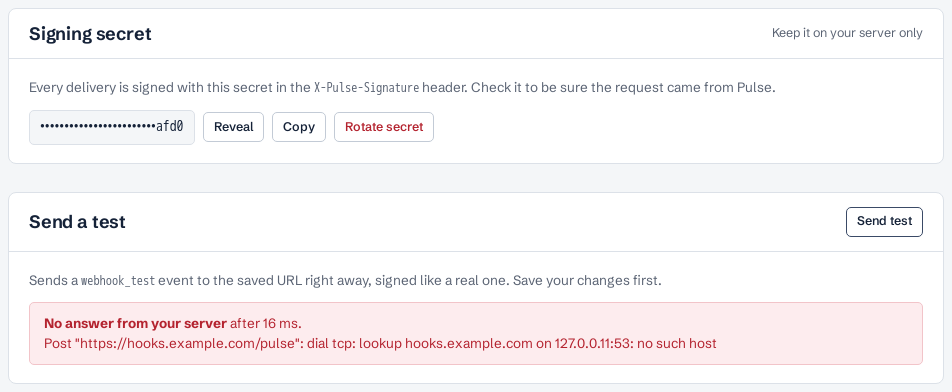 Signing secret
Keep it on your server only
Every delivery is signed with this secret in the X-Pulse-Signature header. Check it to be sure the request came from Pulse.
••••••••••••••••••••••••afd0 Reveal Copy Rotate secret
Send a test
Send test
Sends a webhook_test event to the saved URL right away, signed like a real one. Save your changes first.
No answer from your server after 16 ms.
Post "https://hooks.example.com/pulse": dial tcp: lookup hooks.example.com on 127.0.0.11:53: no such host